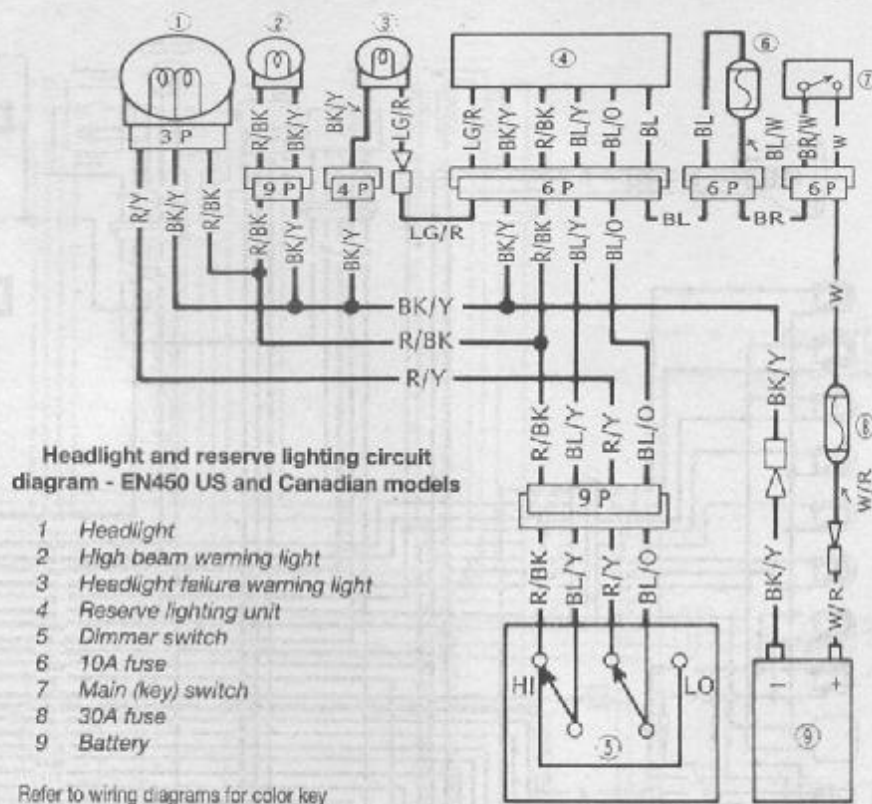 1 2 3 4 6 7
BK/Y LG/R LG/R BK/Y R/BK BL/Y BL/O BL BL BL/W BR/W W
R/BK BK/Y
3 P 9 P 4 P 6 P 6 P 6 P
R/Y BK/Y R/BK R/BK BK/Y BK/Y LG/R BK/Y R/BK BL/Y BL/O BL BR
BK/Y W
R/BK
R/Y
BK/Y
R/BK BL/Y R/Y BL/O
8
W/R
9 P
R/BK BL/Y R/Y BL/O BK/Y W/R
HI LO - +
5 9
Headlight and reserve lighting circuit
diagram - EN450 US and Canadian models
1 Headlight
2 High beam warning light
3 Headlight failure warning light
4 Reserve lighting unit
5 Dimmer switch
6 10A fuse
7 Main (key) switch
8 30A fuse
9 Battery
Refer to wiring diagrams for color key